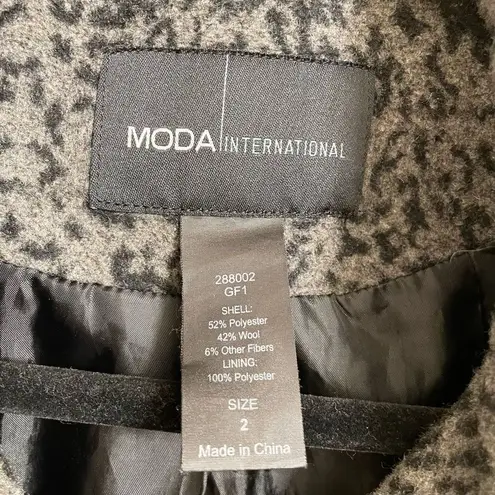 MODA INTERNATIONAL
288002
GF1
SHELL:
52% Polyester
42% Wool
6% Other Fibers
LINING:
100% Polyester
SIZE
2
Made in China